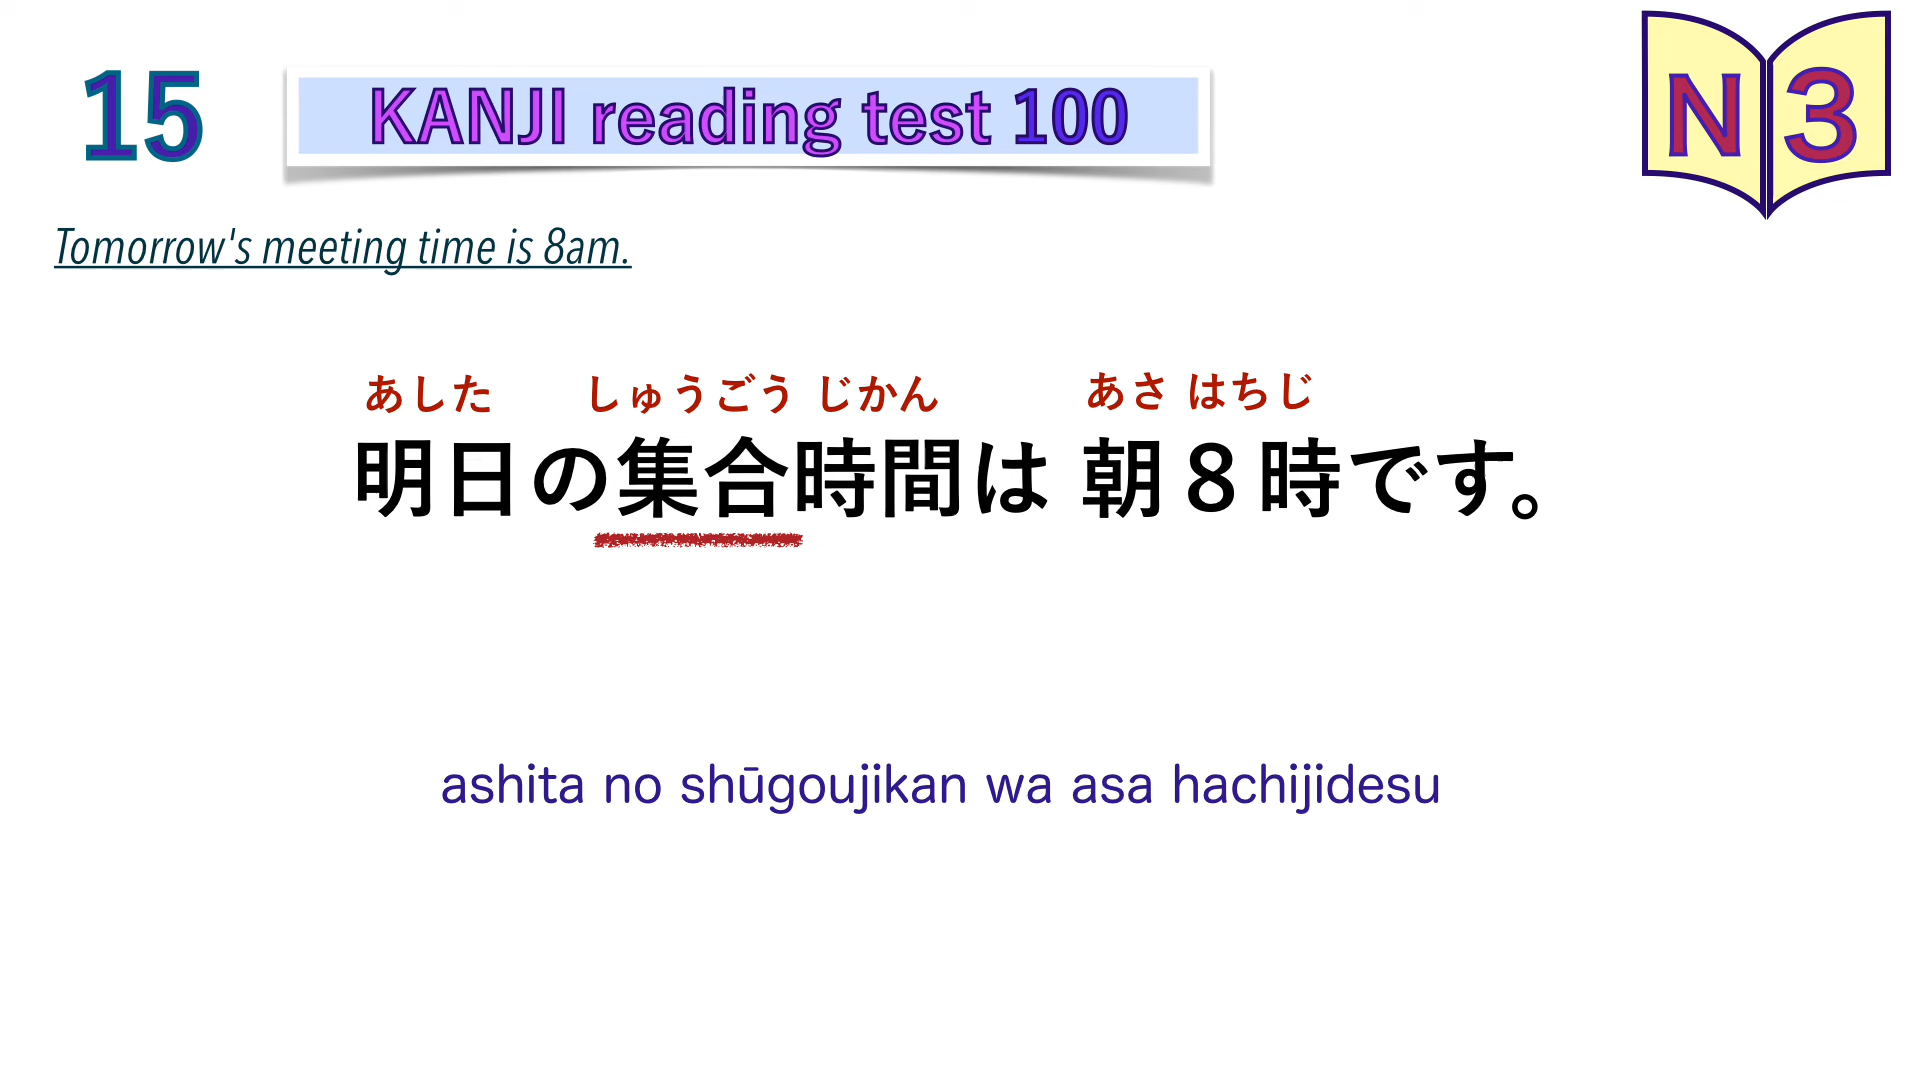 15
KANJI reading test 100
N3
Tomorrow's meeting time is 8am.
あした しゅうごう じかん あさ はちじ
明日の集合時間は 朝８時です。
ashita no shūgoujikan wa asa hachijidesu